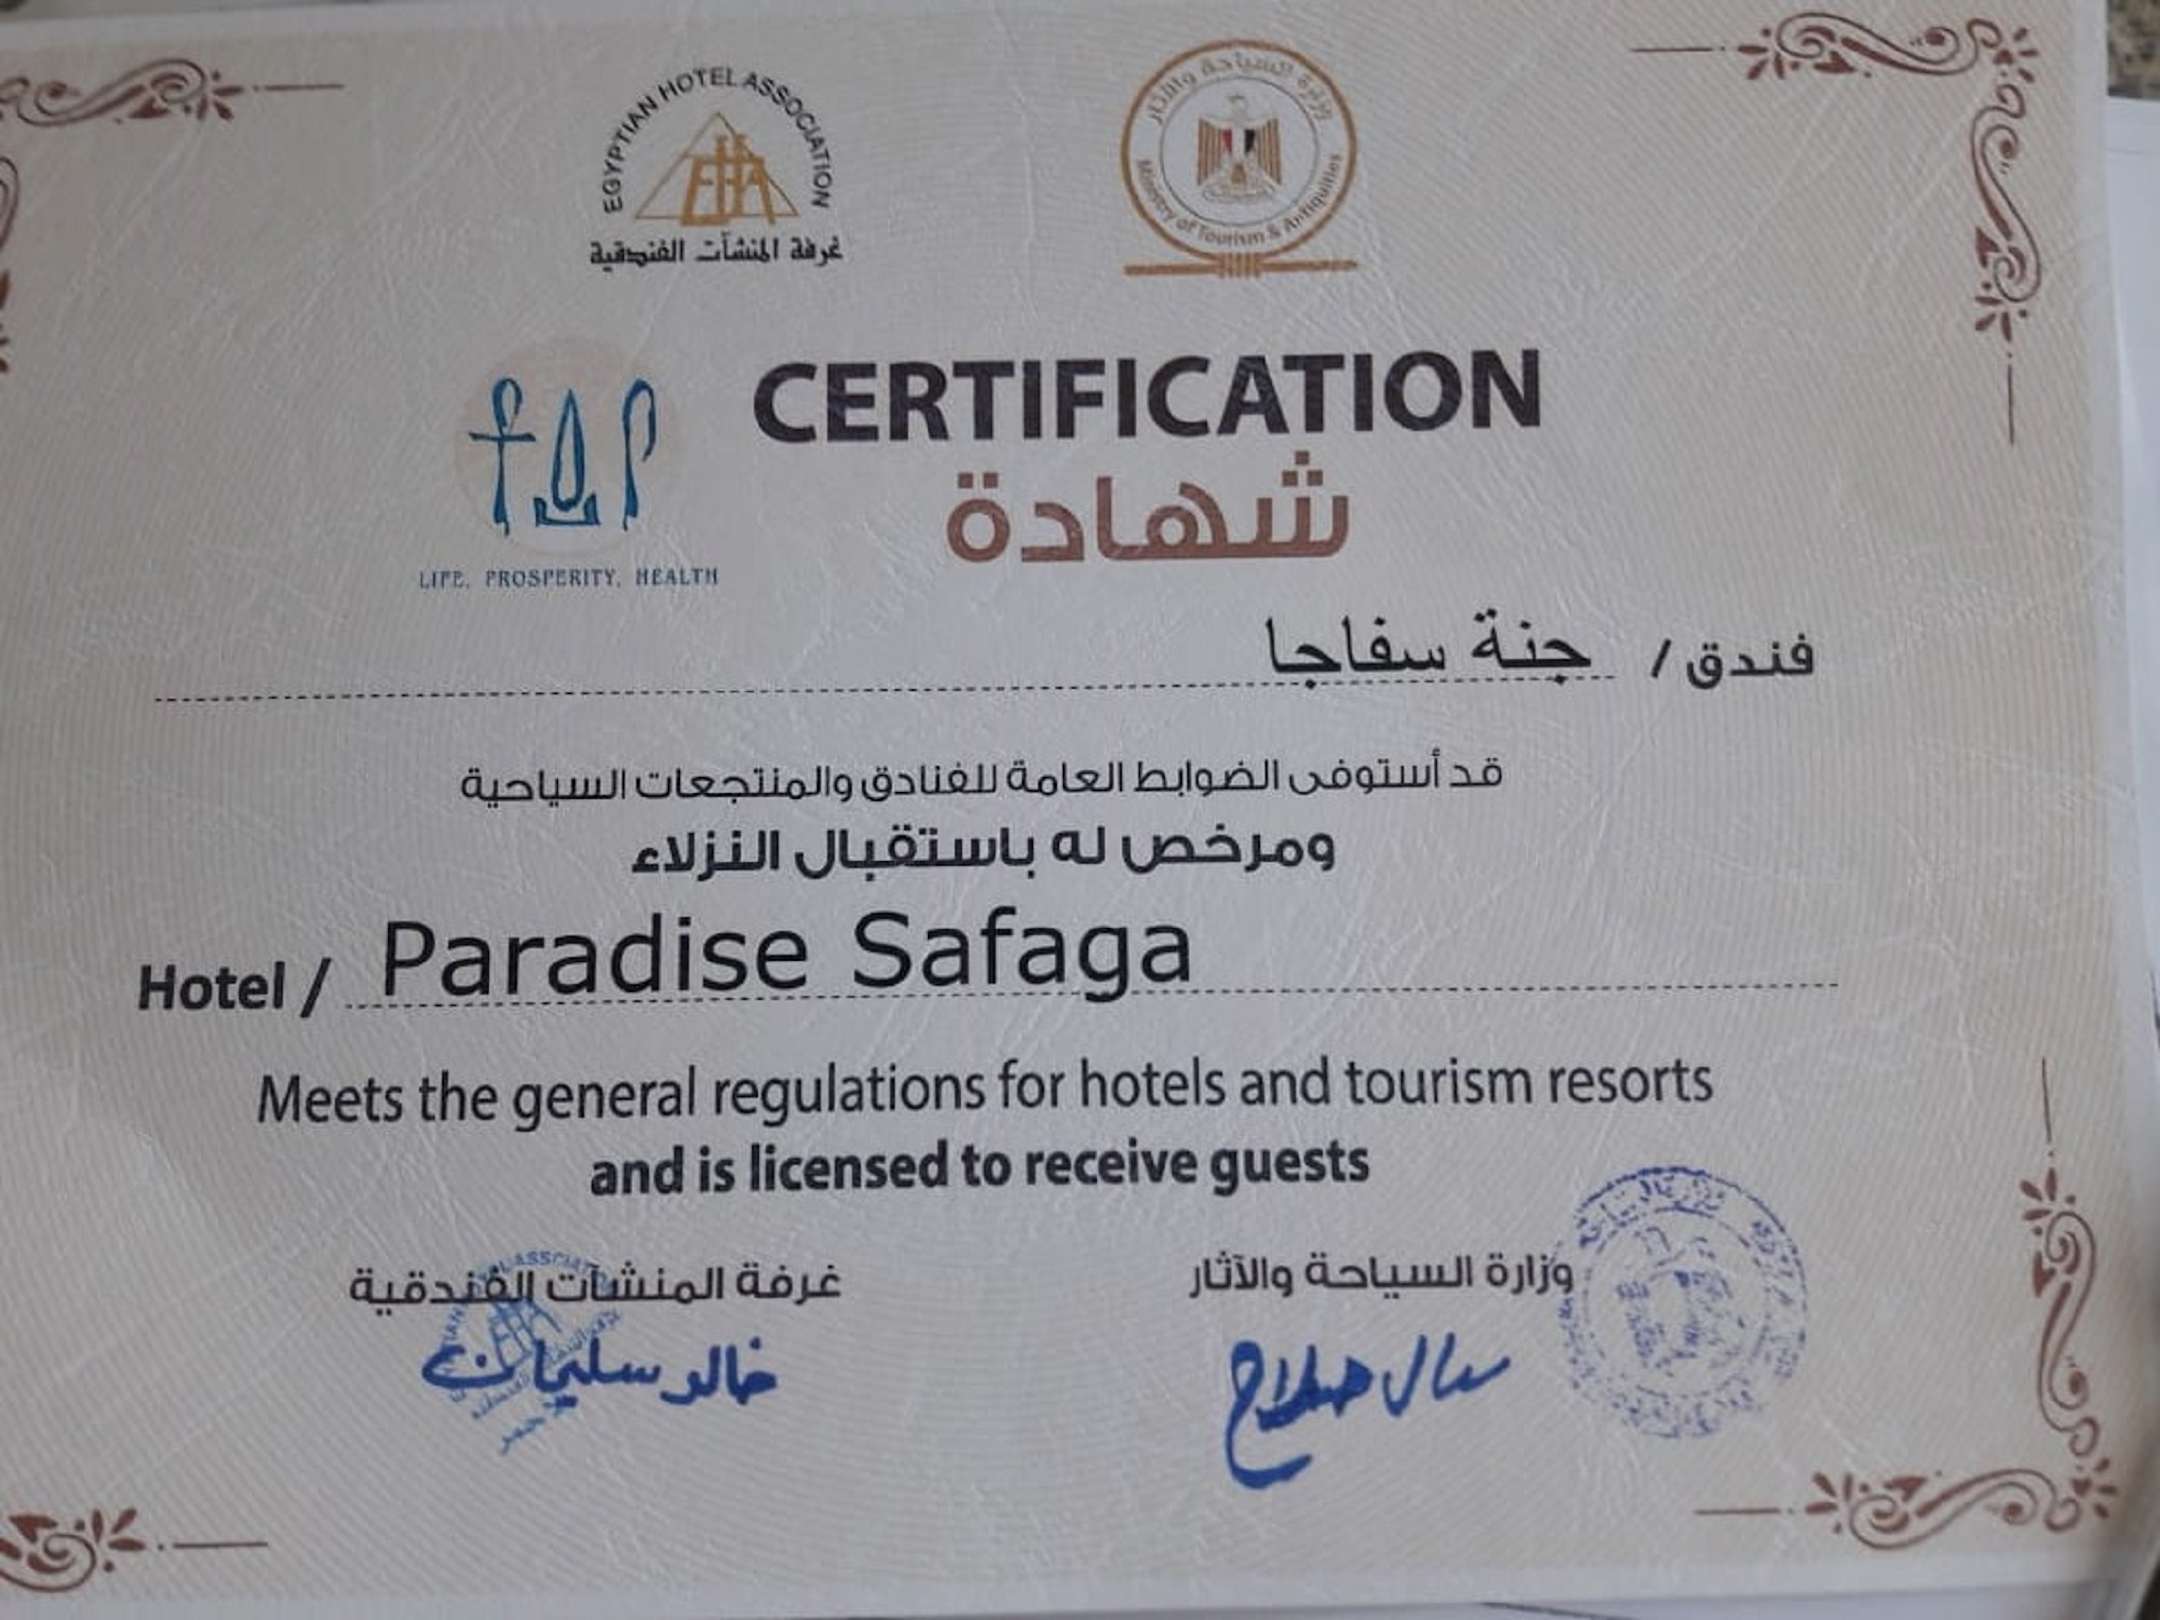 EGYPTIAN HOTEL ASSOCIATION
EHA
غرفة المنشآت الفندقية
وزارة السياحة والآثار
Ministry of Tourism & Antiquities
CERTIFICATION
شهادة
LIFE, PROSPERITY, HEALTH
فندق / جنة سفاجا
قد أستوفى الضوابط العامة للفنادق والمنتجعات السياحية
ومرخص له باستقبال النزلاء
Hotel / Paradise Safaga
Meets the general regulations for hotels and tourism resorts
and is licensed to receive guests
وزارة السياحة والآثار
غرفة المنشآت الفندقية
خالد سليمان